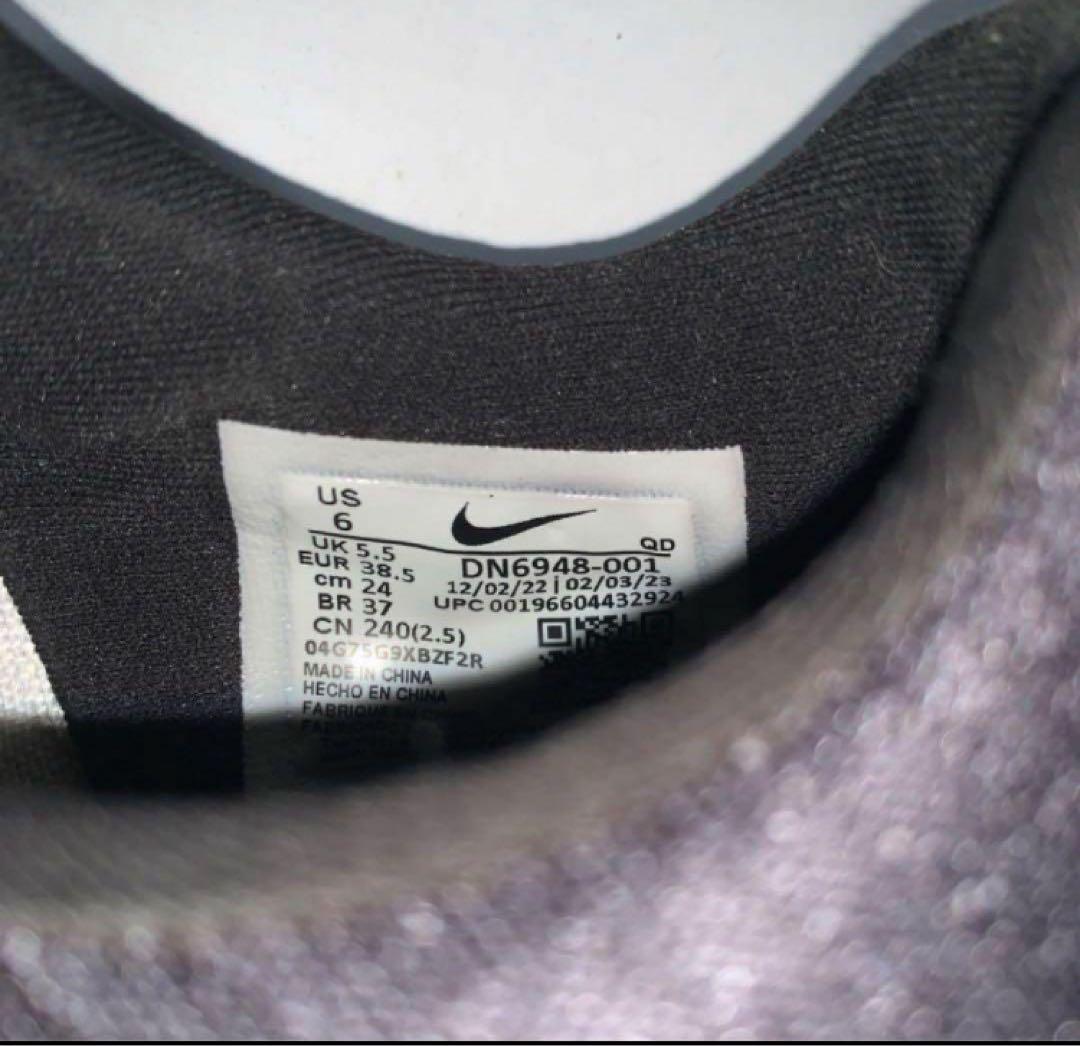 US
6
QD
UK 5.5
EUR 38.5
cm 24
BR 37
CN 240(2.5)
DN6948-001
12/02/22 | 02/03/23
UPC 00196604432924
04G75G9XBZF2R
MADE IN CHINA
HECHO EN CHINA